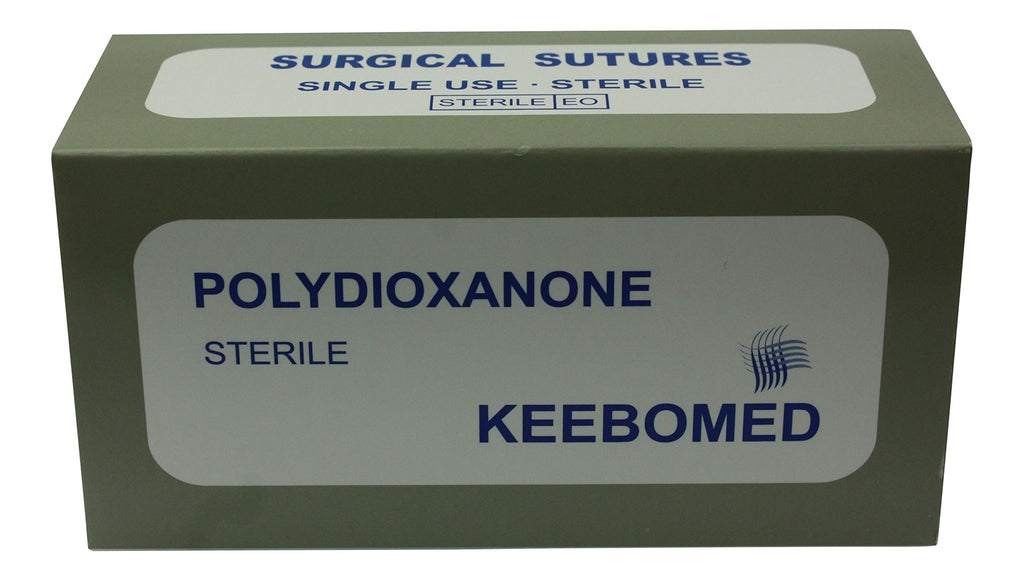 SURGICAL SUTURES
SINGLE USE · STERILE
STERILE EO
POLYDIOXANONE
STERILE
KEEBOMED